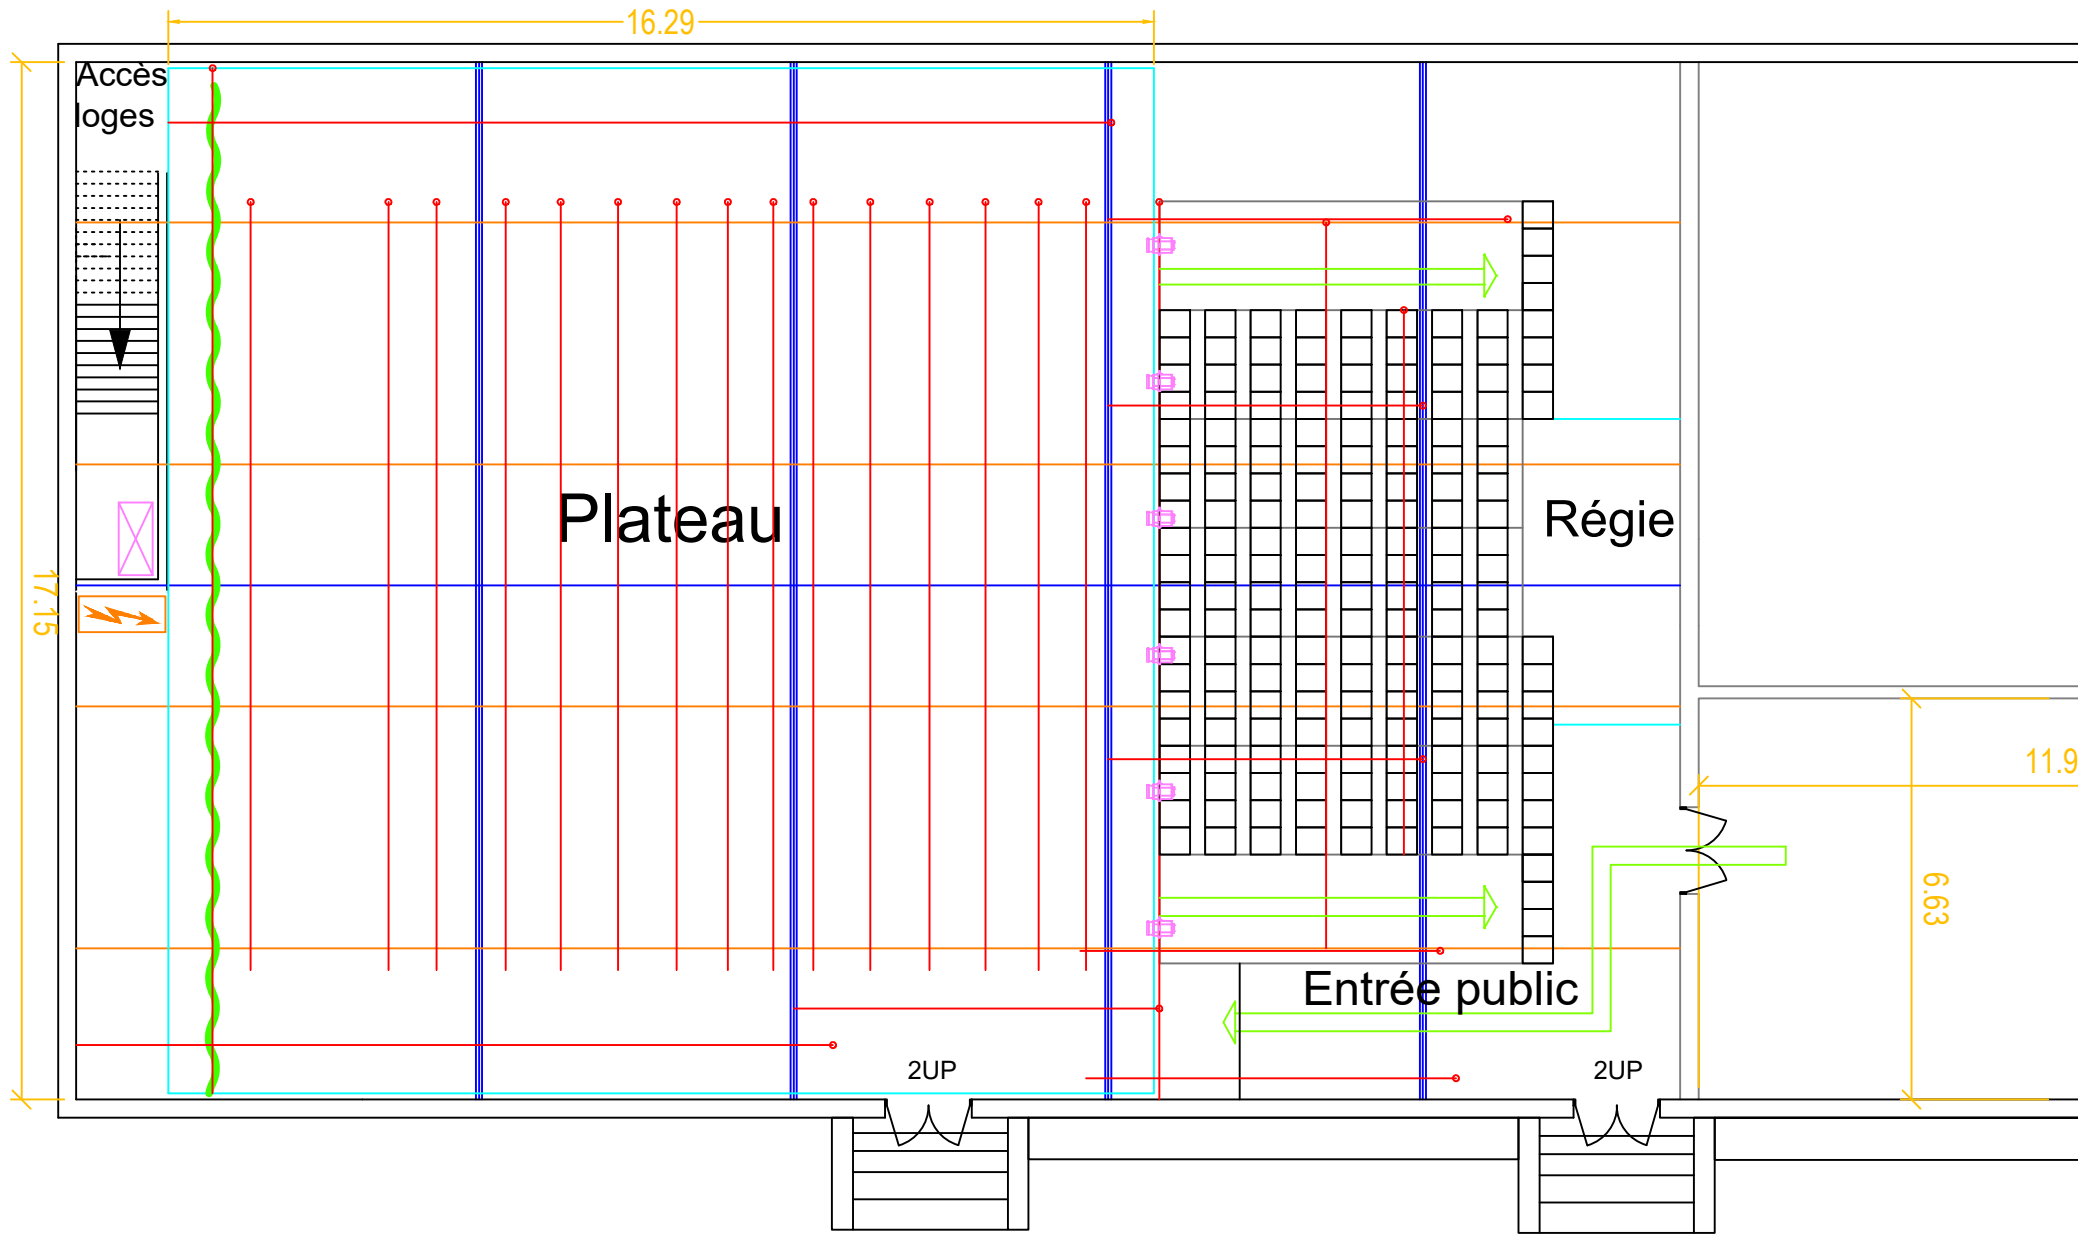 16.29
Accès
loges
Plateau
Régie
17.15
11.9
6.63
Entrée public
2UP
2UP